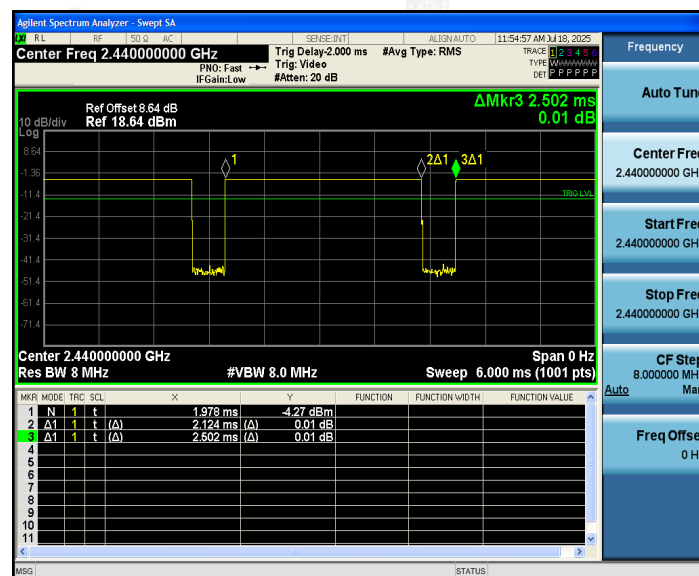 Agilent Spectrum Analyzer - Swept SA
LXI RL RF 50 Ω AC SENSE:INT ALIGNAUTO 11:54:57 AM Jul 18, 2025
Center Freq 2.440000000 GHz
Trig Delay-2.000 ms #Avg Type: RMS
TRACE 1 2 3 4 5 6
PNO: Fast Trig: Video
TYPE W
IFGain:Low #Atten: 20 dB
DET P P P P P P
Frequency
Auto Tune
Center Freq
2.440000000 GHz
Start Freq
2.440000000 GHz
Stop Freq
2.440000000 GHz
CF Step
8.000000 MHz
Auto Man
Freq Offset
0 Hz
ΔMkr3 2.502 ms
0.01 dB
Ref Offset 8.64 dB
10 dB/div Ref 18.64 dBm
Log
8.64
-1.36
-11.4
-21.4
-31.4
-41.4
-51.4
-61.4
-71.4
1
2Δ1
3Δ1
TRIG LVL
Center 2.440000000 GHz Span 0 Hz
Res BW 8 MHz #VBW 8.0 MHz Sweep 6.000 ms (1001 pts)
MKR MODE TRC SCL X Y FUNCTION FUNCTION WIDTH FUNCTION VALUE
1 N 1 t 1.978 ms -4.27 dBm
2 Δ1 1 t (Δ) 2.124 ms (Δ) 0.01 dB
3 Δ1 1 t (Δ) 2.502 ms (Δ) 0.01 dB
4
5
6
7
8
9
10
11
MSG STATUS